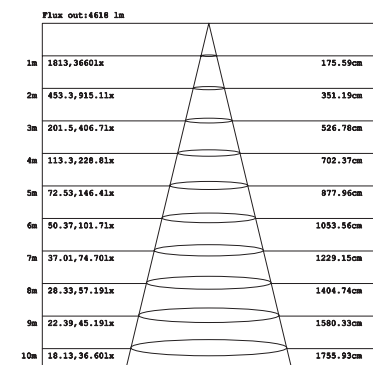 Flux out:4618 lm
1m 1813,3660lx 175.59cm
2m 453.3,915.1lx 351.19cm
3m 201.5,406.7lx 526.78cm
4m 113.3,228.8lx 702.37cm
5m 72.53,146.4lx 877.96cm
6m 50.37,101.7lx 1053.56cm
7m 37.01,74.70lx 1229.15cm
8m 28.33,57.19lx 1404.74cm
9m 22.39,45.19lx 1580.33cm
10m 18.13,36.60lx 1755.93cm